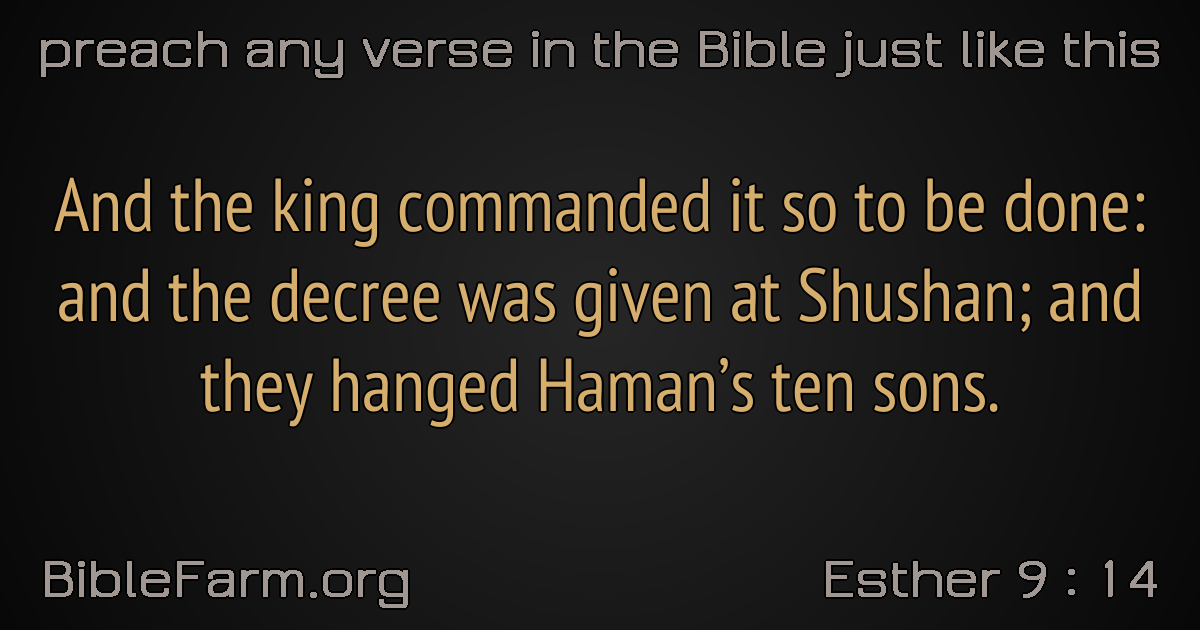 preach any verse in the Bible just like this
And the king commanded it so to be done:
and the decree was given at Shushan; and
they hanged Haman’s ten sons.
BibleFarm.org
Esther 9 : 14